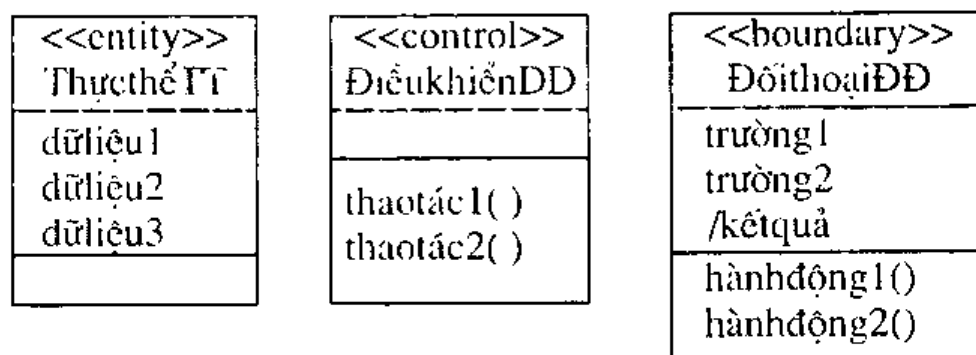 <<entity>>
ThựcthểTT
dữliệu1
dữliệu2
dữliệu3
<<control>>
ĐiềukhiểnDD
thaotác1( )
thaotác2( )
<<boundary>>
ĐốithoạiĐĐ
trường1
trường2
/kếtquả
hànhđộng1()
hànhđộng2()